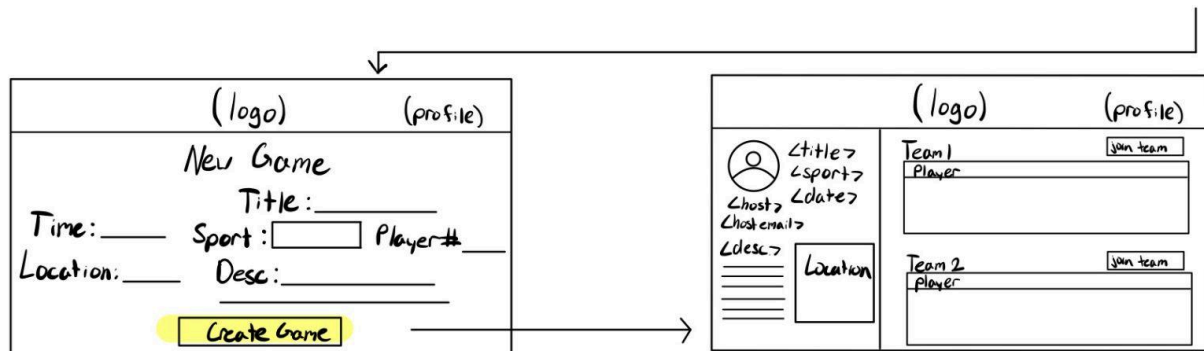 (logo) (profile)
New Game
Title:
Time: Sport: Player#
Location: Desc:
Create Game
(logo) (profile)
<title>
<sport>
<date>
<host>
<host email>
<desc>
Location
Team 1 join team
Player
Team 2 join team
player